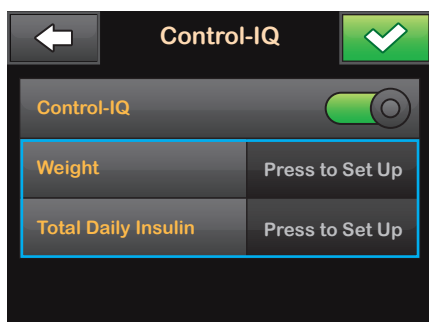 Control-IQ
Control-IQ
Weight Press to Set Up
Total Daily Insulin Press to Set Up